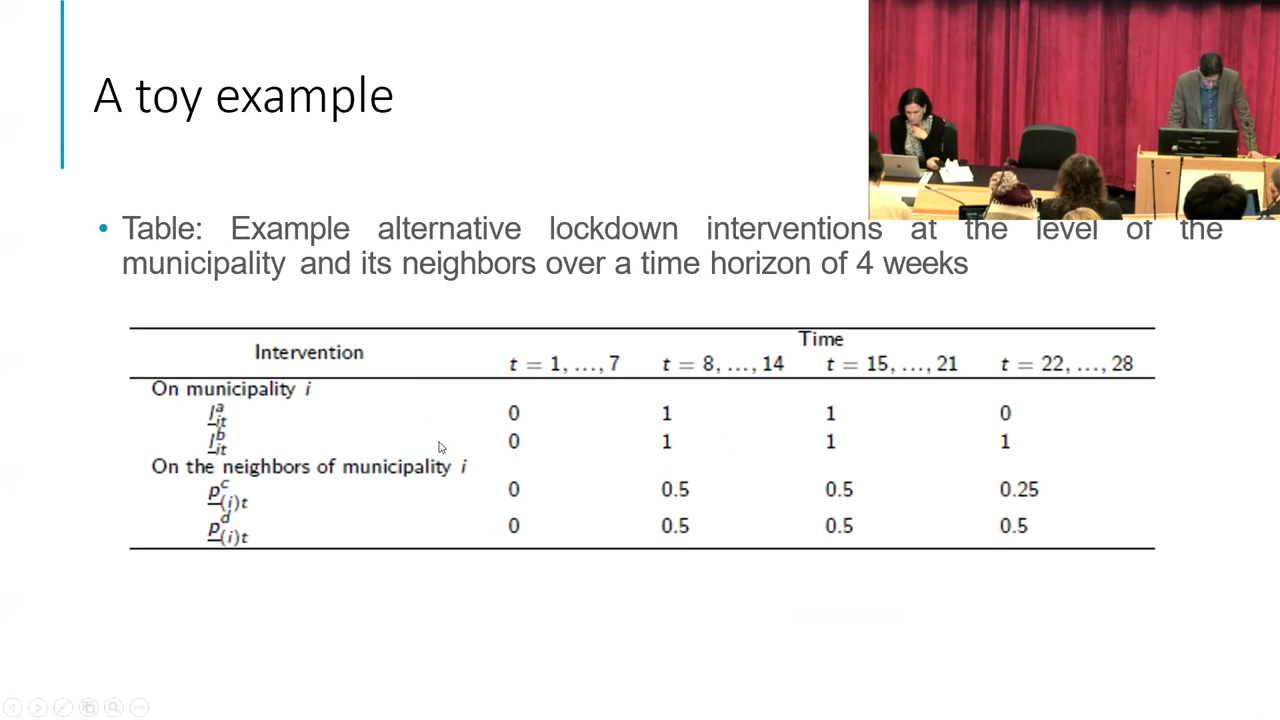 A toy example
• Table: Example alternative lockdown interventions at the level of the
municipality and its neighbors over a time horizon of 4 weeks
Intervention Time
t = 1, ..., 7 t = 8, ..., 14 t = 15, ..., 21 t = 22, ..., 28
On municipality i
I^a_it 0 1 1 0
I^b_it 0 1 1 1
On the neighbors of municipality i
p^c_(i)t 0 0.5 0.5 0.25
p^d_(i)t 0 0.5 0.5 0.5